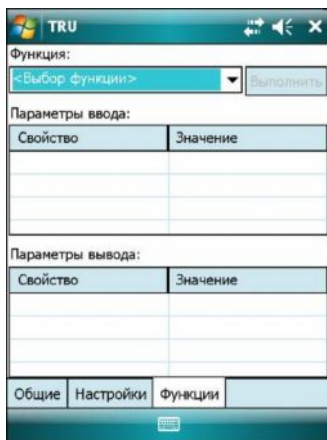 TRU
Функция:
<Выбор функции>
Выполнить
Параметры ввода:
Свойство Значение
Параметры вывода:
Свойство Значение
Общие Настройки Функции